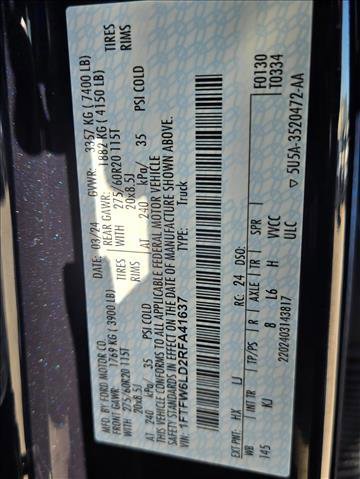 MFD. BY FORD MOTOR CO.
DATE: 03/24 GVWR: 3357 KG ( 7400 LB)
FRONT GAWR: 1769 KG ( 3900 LB) REAR GAWR: 1882 KG ( 4150 LB)
WITH 275/60R20 115T TIRES WITH 275/60R20 115T TIRES
20x8.5J RIMS 20x8.5J RIMS
AT 240 kPa/ 35 PSI COLD AT 240 kPa/ 35 PSI COLD
THIS VEHICLE CONFORMS TO ALL APPLICABLE FEDERAL MOTOR VEHICLE
SAFETY STANDARDS IN EFFECT ON THE DATE OF MANUFACTURE SHOWN ABOVE.
VIN: 1FTFW6LD2RFA41637
TYPE: Truck
F0130
T0334
EXT PNT: HX LJ RC: 24 DSO:
WB INT TR TP/PS R AXLE TR SPR
145 KJ 8 L6 H VVCC
ULC
2202403143817
5U5A-3520472-AA